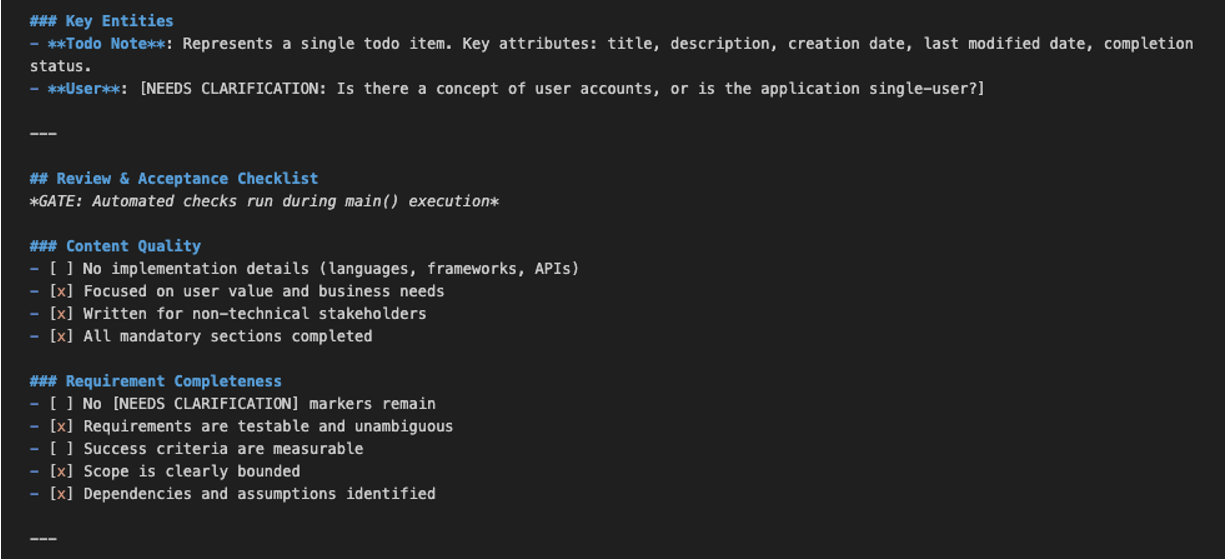 ### Key Entities
- **Todo Note**: Represents a single todo item. Key attributes: title, description, creation date, last modified date, completion
status.
- **User**: [NEEDS CLARIFICATION: Is there a concept of user accounts, or is the application single-user?]
---
## Review & Acceptance Checklist
*GATE: Automated checks run during main() execution*
### Content Quality
- [ ] No implementation details (languages, frameworks, APIs)
- [x] Focused on user value and business needs
- [x] Written for non-technical stakeholders
- [x] All mandatory sections completed
### Requirement Completeness
- [ ] No [NEEDS CLARIFICATION] markers remain
- [x] Requirements are testable and unambiguous
- [ ] Success criteria are measurable
- [x] Scope is clearly bounded
- [x] Dependencies and assumptions identified
---